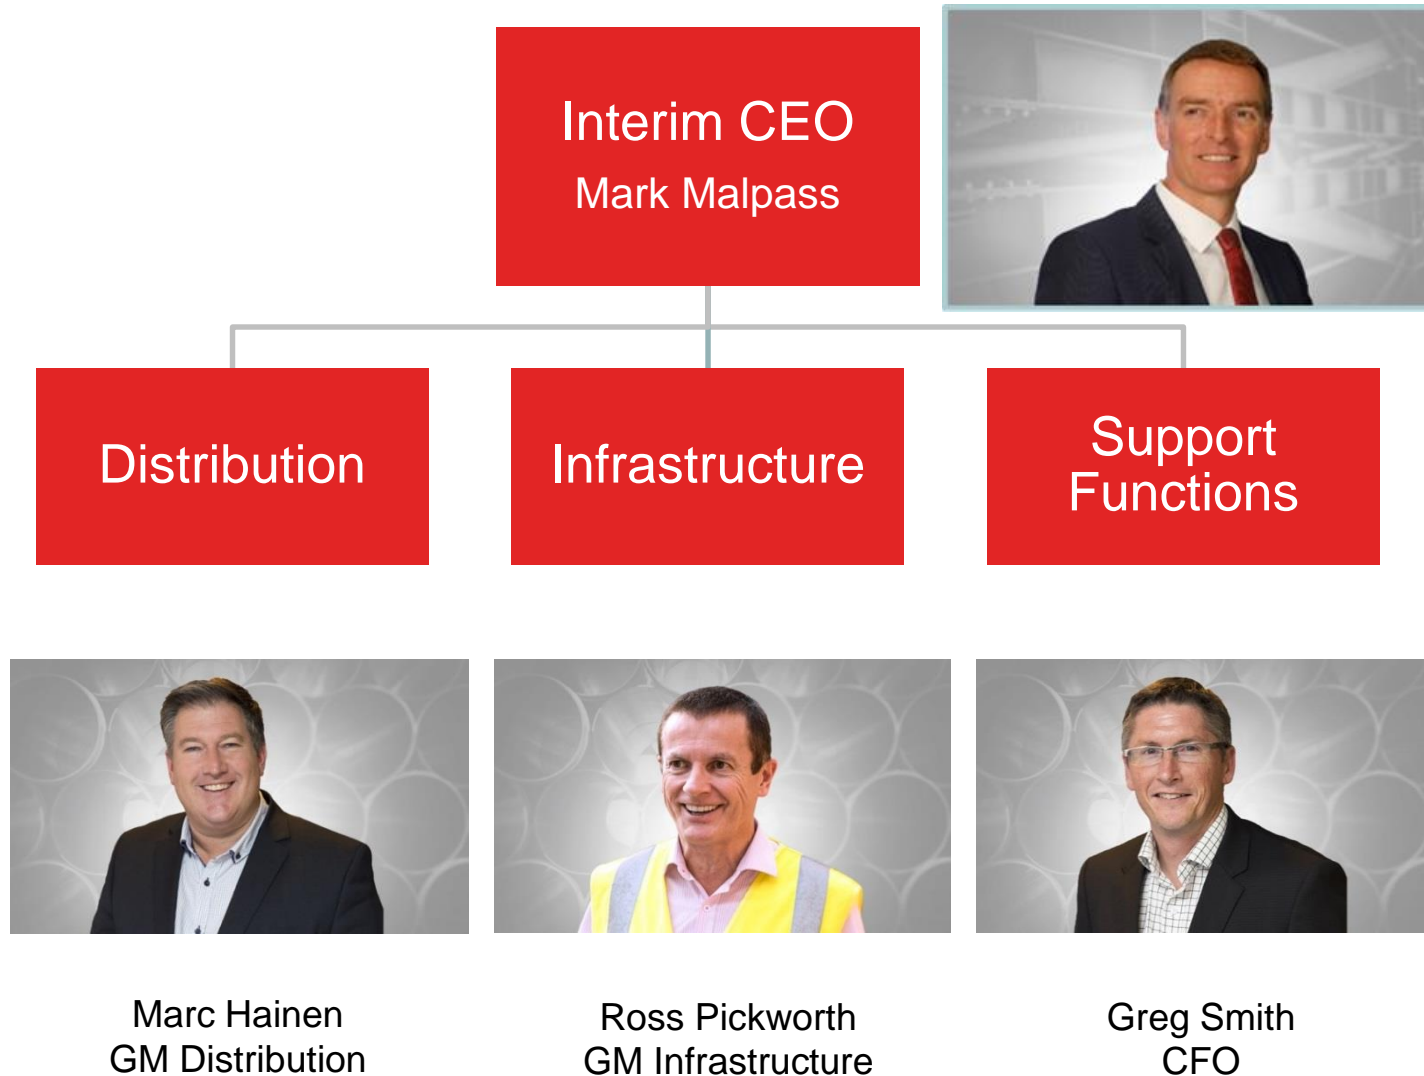 Interim CEO
Mark Malpass
Distribution
Infrastructure
Support
Functions
Marc Hainen
GM Distribution
Ross Pickworth
GM Infrastructure
Greg Smith
CFO